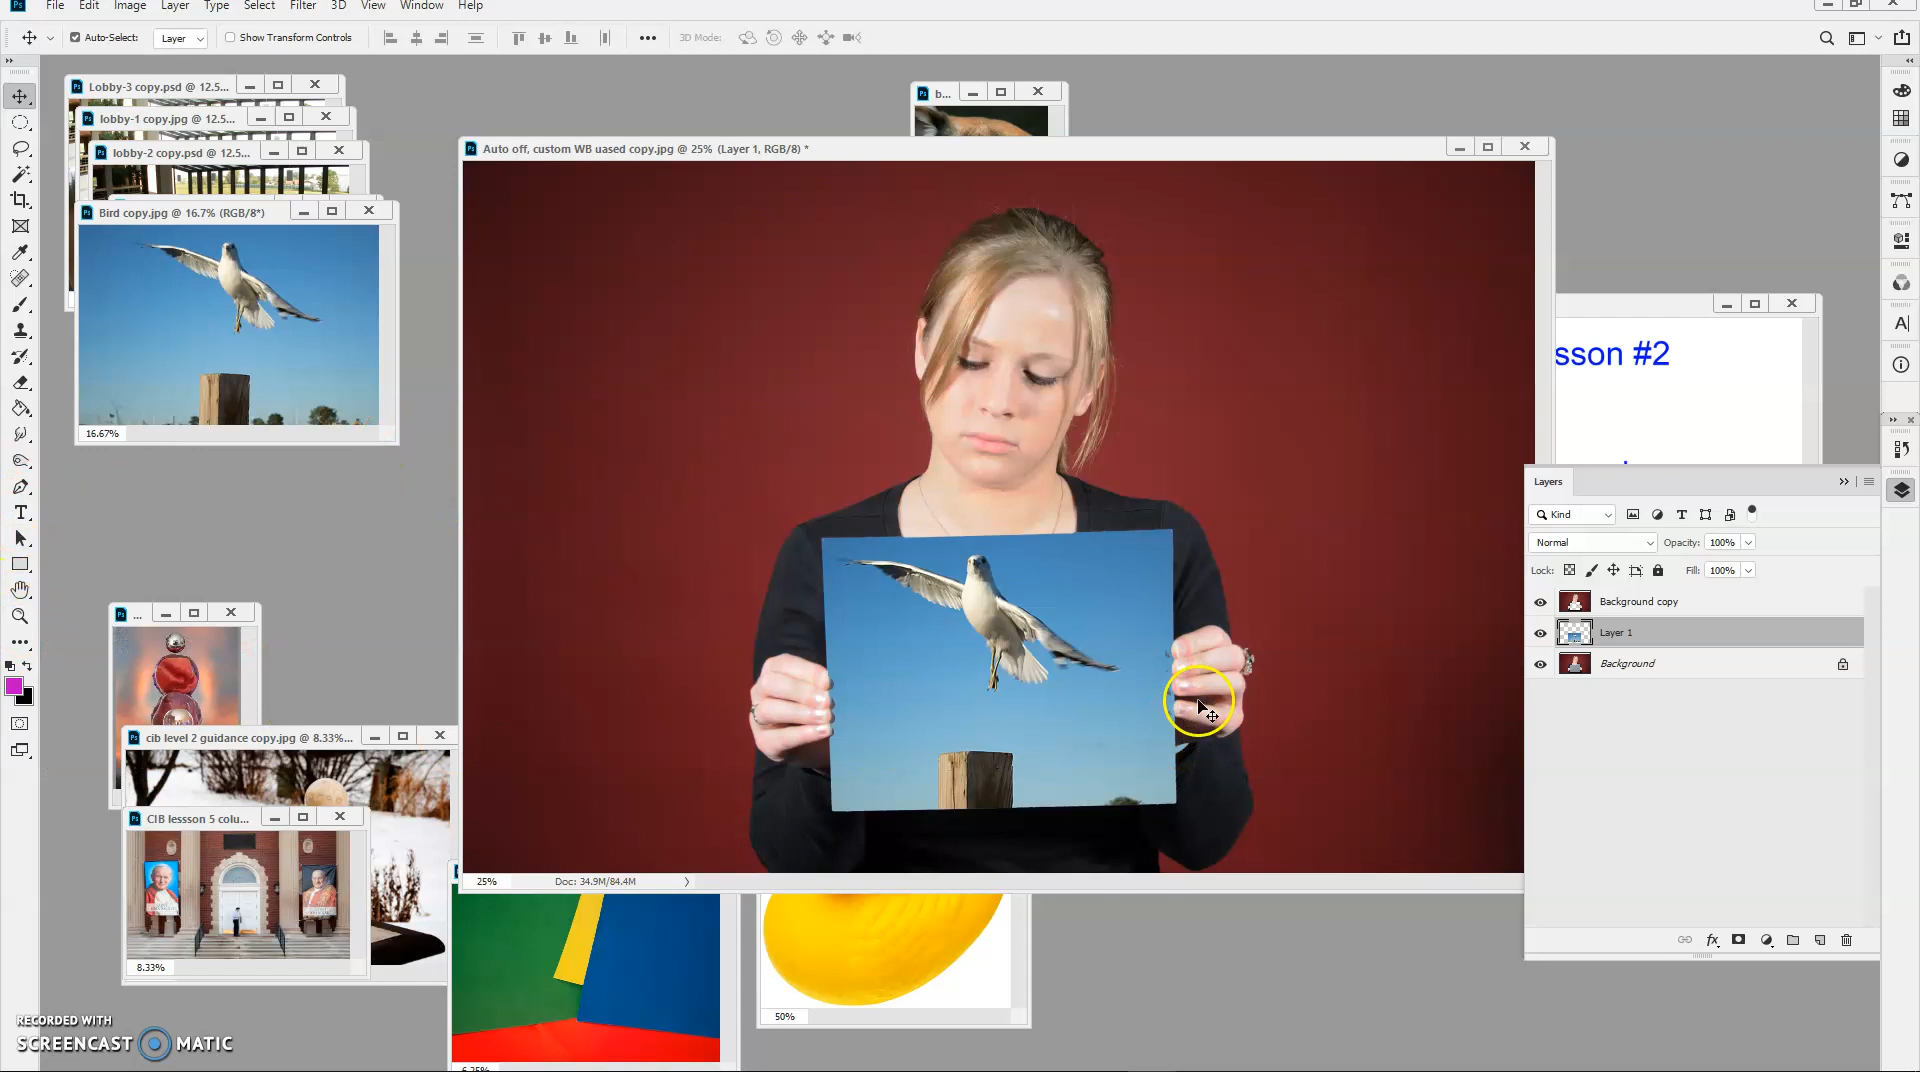 Ps File Edit Image Layer Type Select Filter 3D View Window Help
Auto-Select: Layer Show Transform Controls 3D Mode:
Lobby-3 copy.psd @ 12.5...
lobby-1 copy.jpg @ 12.5...
lobby-2 copy.psd @ 12.5...
Bird copy.jpg @ 16.7% (RGB/8*)
16.67%
b...
Auto off, custom WB uased copy.jpg @ 25% (Layer 1, RGB/8) *
25% Doc: 34.9M/84.4M
sson #2
...
cib level 2 guidance copy.jpg @ 8.33%...
CIB lessson 5 colu...
8.33%
6.25%
50%
Layers
Kind
Normal Opacity: 100%
Lock: Fill: 100%
Background copy
Layer 1
Background
fx
RECORDED WITH
SCREENCAST MATIC